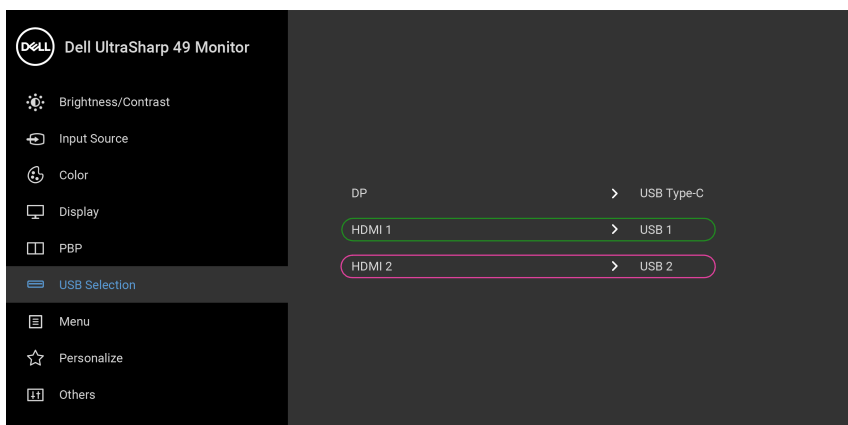 DELL
Dell UltraSharp 49 Monitor
Brightness/Contrast
Input Source
Color
Display
PBP
USB Selection
Menu
Personalize
Others
DP > USB Type-C
HDMI 1 > USB 1
HDMI 2 > USB 2